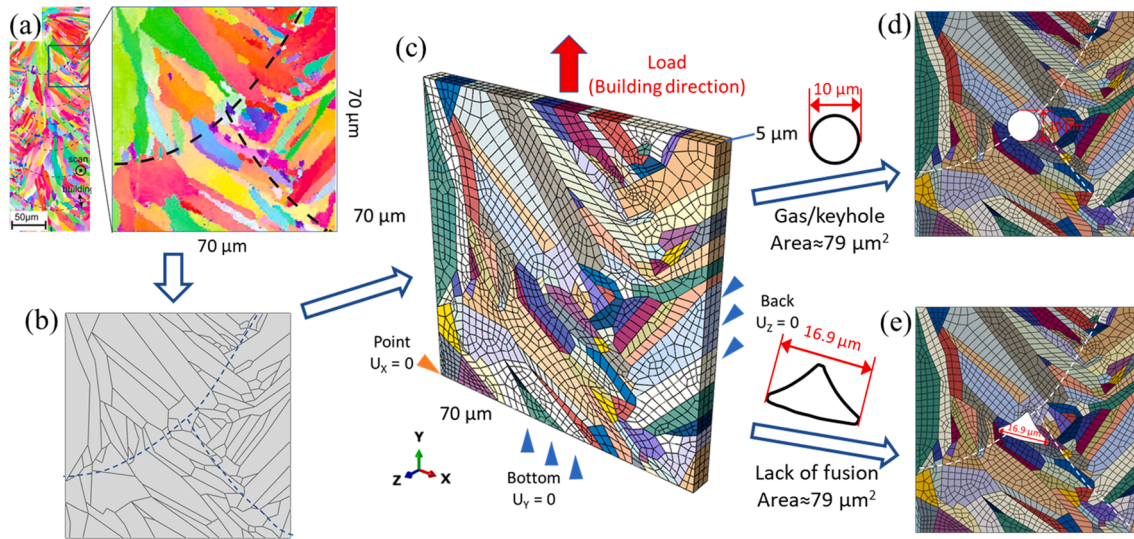 (a)
scan
building
50μm
70 μm
70 μm
(b)
(c)
Load
(Building direction)
5 μm
70 μm
Point
U_X = 0
70 μm
Y
Z
X
Bottom
U_Y = 0
Back
U_Z = 0
10 μm
Gas/keyhole
Area≈79 μm²
16.9 μm
Lack of fusion
Area≈79 μm²
(d)
(e)
16.9 μm